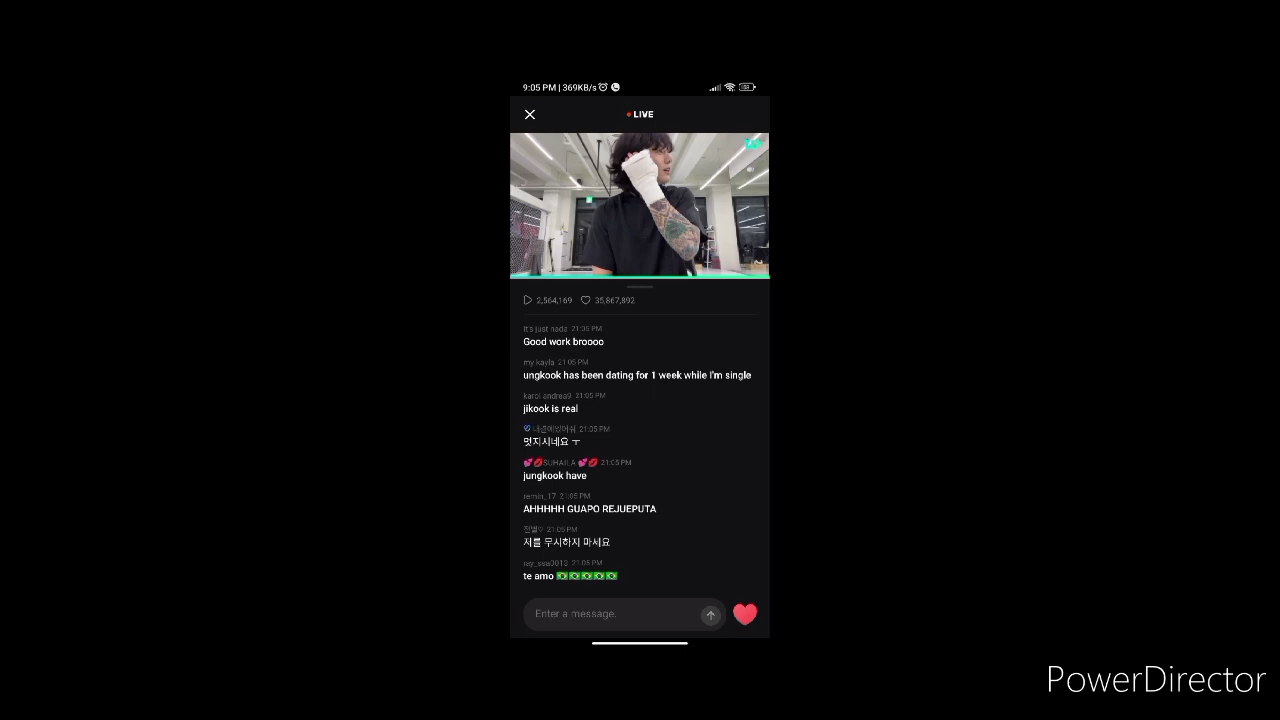 9:05 PM | 369KB/s
LIVE
2,564,169 35,867,892
It's just nada 21:05 PM
Good work broooo
my kayla 21:05 PM
ungkook has been dating for 1 week while I'm single
karol andrea9 21:05 PM
jikook is real
21:05 PM
멋지시네요 ㅜ
💕💋SUHAILA 💕💋 21:05 PM
jungkook have
remin_17 21:05 PM
AHHHHH GUAPO REJUEPUTA
21:05 PM
저를 무시하지 마세요
ray_ssa0013 21:05 PM
te amo 🇧🇷🇧🇷🇧🇷🇧🇷🇧🇷
Enter a message.
PowerDirector